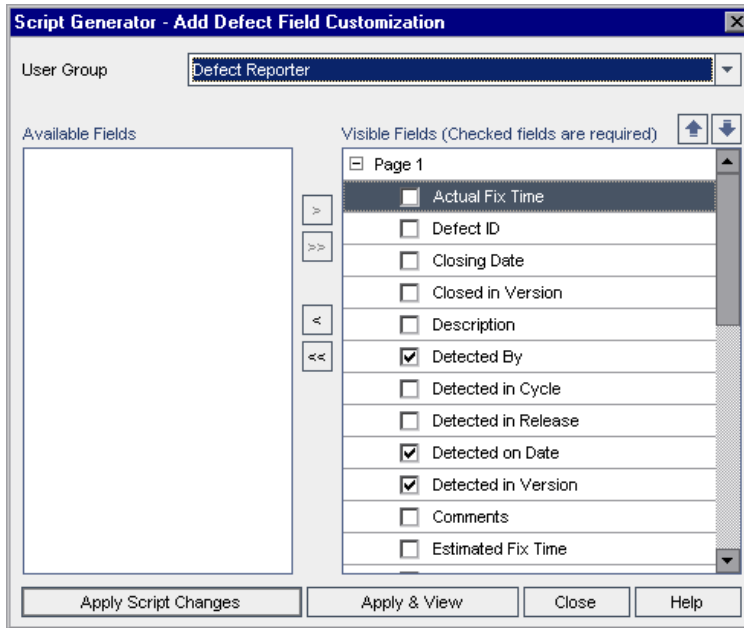 Script Generator - Add Defect Field Customization
User Group
Defect Reporter
Available Fields
Visible Fields (Checked fields are required)
Page 1
Actual Fix Time
Defect ID
Closing Date
Closed in Version
Description
Detected By
Detected in Cycle
Detected in Release
Detected on Date
Detected in Version
Comments
Estimated Fix Time
>
>>
<
<<
Apply Script Changes
Apply & View
Close
Help